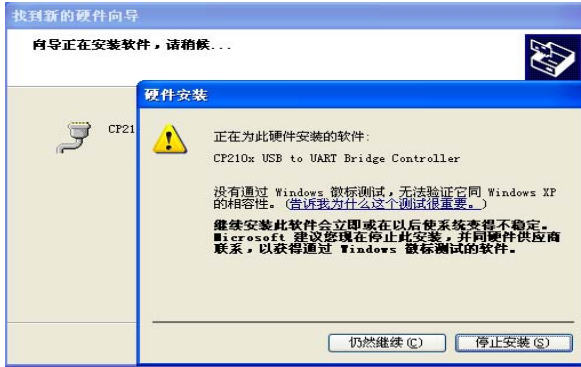 找到新的硬件向导
向导正在安装软件，请稍候...
硬件安装
CP21
正在为此硬件安装的软件:
CP210x USB to UART Bridge Controller
没有通过 Windows 徽标测试，无法验证它同 Windows XP
的相容性。(告诉我为什么这个测试很重要。)
继续安装此软件会立即或在以后使系统变得不稳定。
Microsoft 建议您现在停止此安装，并同硬件供应商
联系，以获得通过 Windows 徽标测试的软件。
仍然继续(C)
停止安装(S)